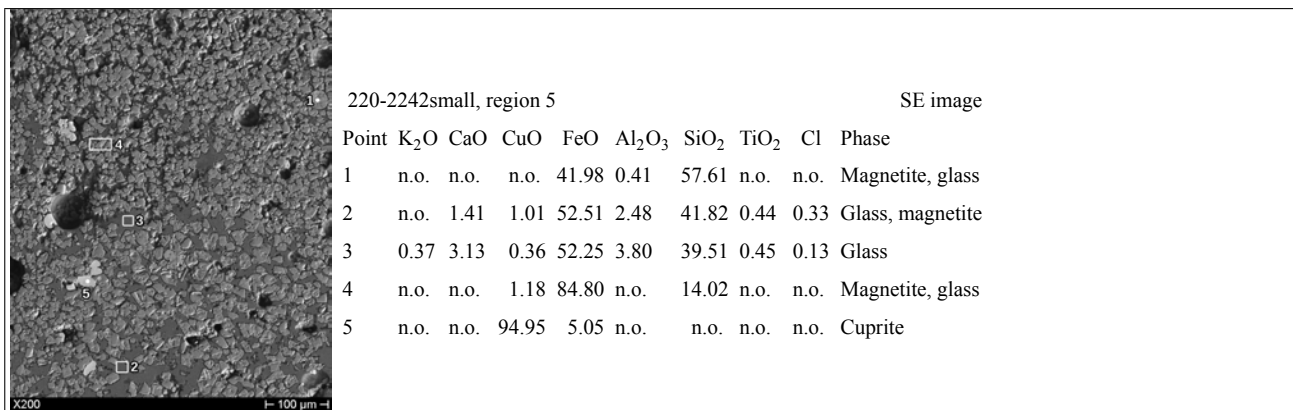 220-2242small, region 5 SE image
Point K₂O CaO CuO FeO Al₂O₃ SiO₂ TiO₂ Cl Phase
1 n.o. n.o. n.o. 41.98 0.41 57.61 n.o. n.o. Magnetite, glass
2 n.o. 1.41 1.01 52.51 2.48 41.82 0.44 0.33 Glass, magnetite
3 0.37 3.13 0.36 52.25 3.80 39.51 0.45 0.13 Glass
4 n.o. n.o. 1.18 84.80 n.o. 14.02 n.o. n.o. Magnetite, glass
5 n.o. n.o. 94.95 5.05 n.o. n.o. n.o. n.o. Cuprite
1
4
3
5
2
X200 100 µm